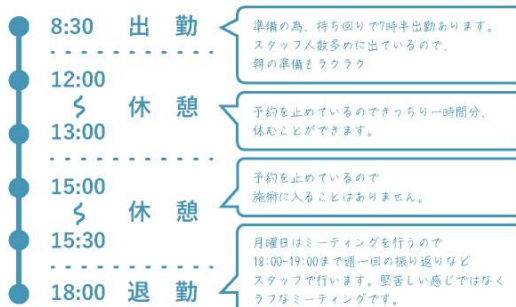 8:30 出勤
準備の為、持ち回りで7時半出勤あります。
スタッフ人数多めに出ているので、
朝の準備もラクラク
12:00
〜
13:00
休憩
予約を止めているのできっちり一時間分、
休むことができます。
15:00
〜
15:30
休憩
予約を止めているので
施術に入ることはありません。
18:00 退勤
月曜日はミーティングを行うので
18:00-19:00まで週一回の振り返りなど
スタッフで行います。堅苦しい感じではなく
ラフなミーティングです。